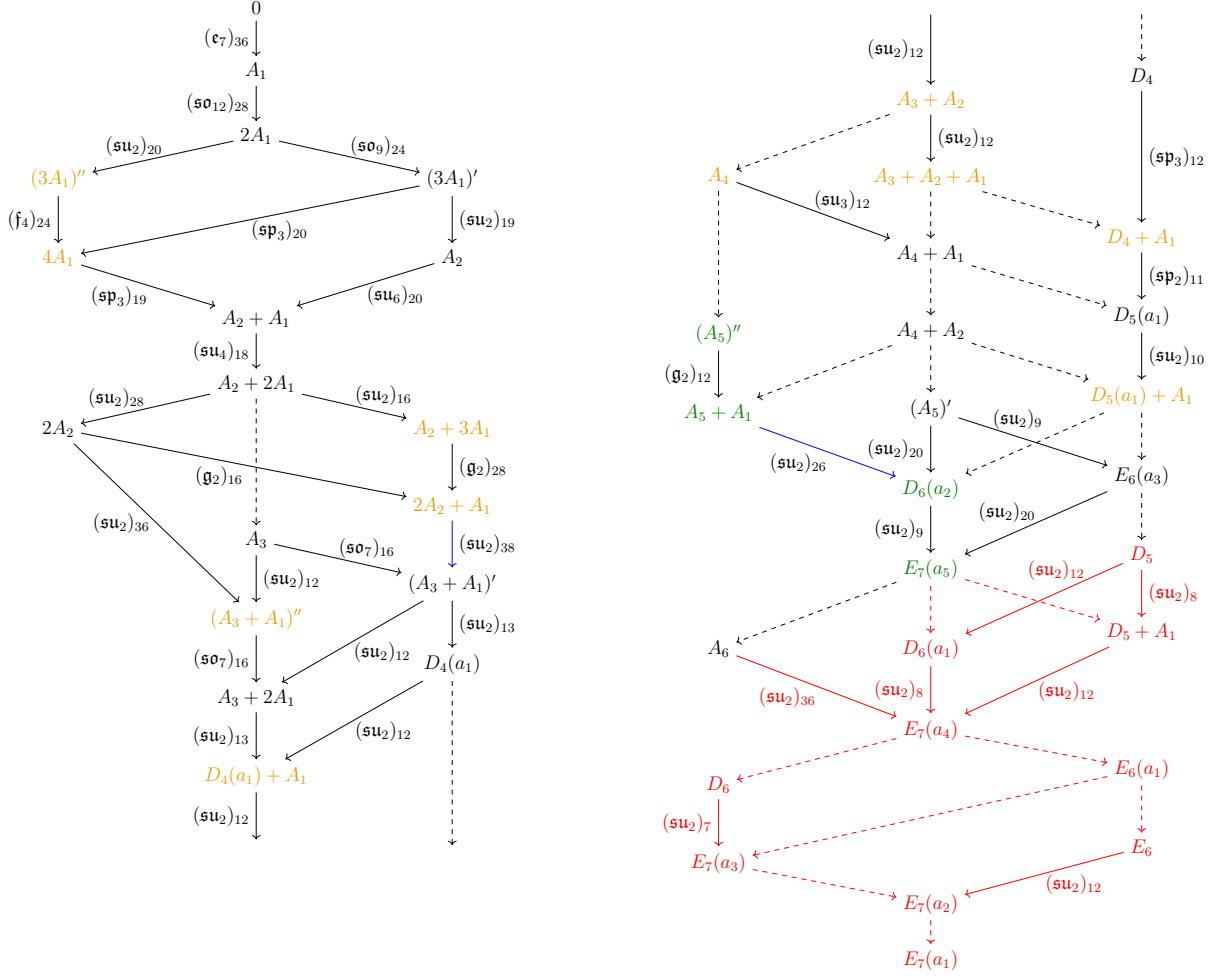 0
(𝔢₇)₃₆
A₁
(𝔰𝔬₁₂)₂₈
2A₁
(𝔰𝔲₂)₂₀ (𝔰𝔬₉)₂₄
(3A₁)″ (3A₁)′
(𝔣₄)₂₄ (𝔰𝔭₃)₂₀ (𝔰𝔲₂)₁₉
4A₁ A₂
(𝔰𝔭₃)₁₉ (𝔰𝔲₆)₂₀
A₂ + A₁
(𝔰𝔲₄)₁₈
A₂ + 2A₁
(𝔰𝔲₂)₂₈ (𝔰𝔲₂)₁₆
2A₂ A₂ + 3A₁
(𝔤₂)₁₆ (𝔤₂)₂₈
2A₂ + A₁
(𝔰𝔲₂)₃₆
A₃ (𝔰𝔬₇)₁₆ (𝔰𝔲₂)₃₈
(𝔰𝔲₂)₁₂ (A₃ + A₁)′
(A₃ + A₁)″ (𝔰𝔲₂)₁₃
(𝔰𝔬₇)₁₆ (𝔰𝔲₂)₁₂
D₄(a₁)
A₃ + 2A₁
(𝔰𝔲₂)₁₃ (𝔰𝔲₂)₁₂
D₄(a₁) + A₁
(𝔰𝔲₂)₁₂
(𝔰𝔲₂)₁₂
D₄
A₃ + A₂
(𝔰𝔲₂)₁₂ (𝔰𝔭₃)₁₂
A₄ A₃ + A₂ + A₁
(𝔰𝔲₃)₁₂
D₄ + A₁
A₄ + A₁
(𝔰𝔭₂)₁₁
D₅(a₁)
(A₅)″ A₄ + A₂
(𝔰𝔲₂)₁₀
(𝔤₂)₁₂
D₅(a₁) + A₁
A₅ + A₁ (A₅)′
(𝔰𝔲₂)₉
(𝔰𝔲₂)₂₆ (𝔰𝔲₂)₂₀
E₆(a₃)
D₆(a₂)
(𝔰𝔲₂)₉ (𝔰𝔲₂)₂₀
D₅
E₇(a₅) (𝔰𝔲₂)₁₂
(𝔰𝔲₂)₈
D₅ + A₁
A₆ D₆(a₁)
(𝔰𝔲₂)₃₆ (𝔰𝔲₂)₈ (𝔰𝔲₂)₁₂
E₇(a₄)
E₆(a₁)
D₆
(𝔰𝔲₂)₇
E₆
E₇(a₃)
(𝔰𝔲₂)₁₂
E₇(a₂)
E₇(a₁)